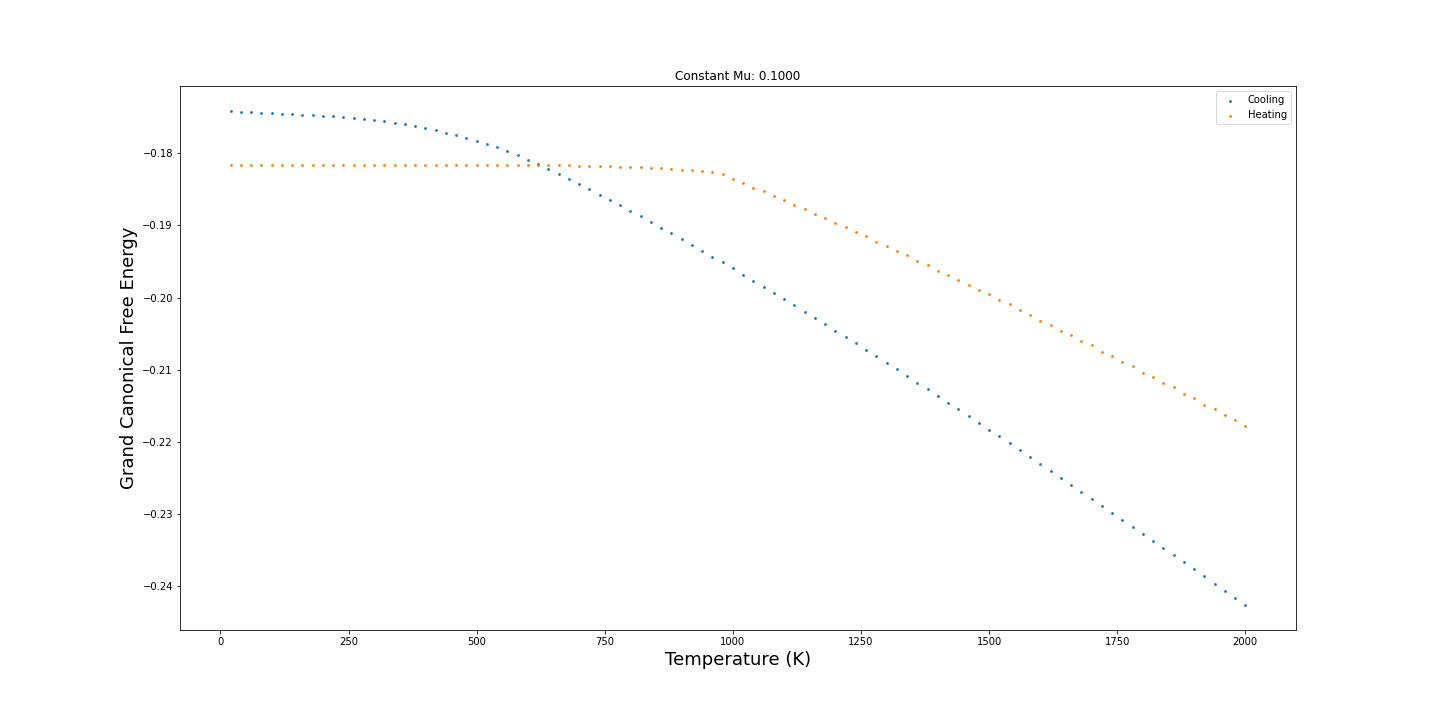 Constant Mu: 0.1000
Cooling
Heating
Grand Canonical Free Energy
−0.18
−0.19
−0.20
−0.21
−0.22
−0.23
−0.24
0 250 500 750 1000 1250 1500 1750 2000
Temperature (K)